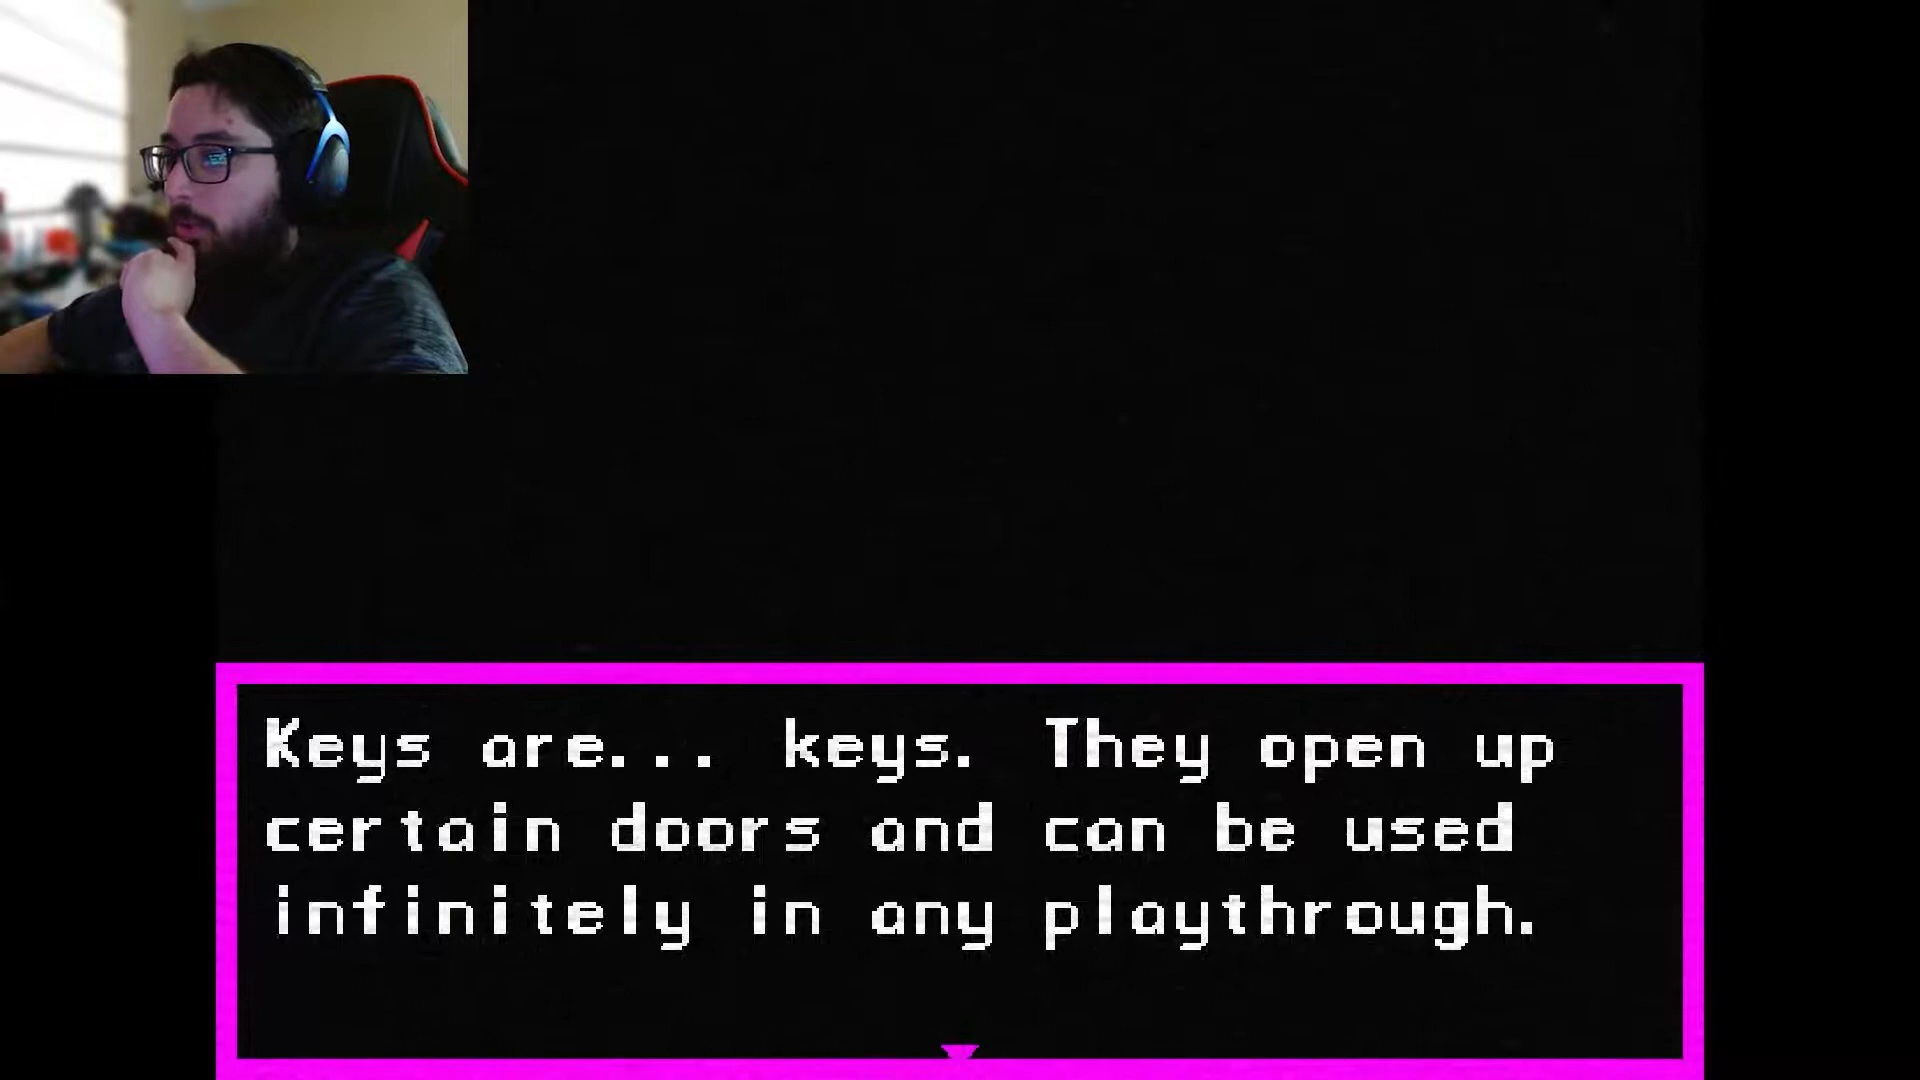 Keys are... keys. They open up
certain doors and can be used
infinitely in any playthrough.